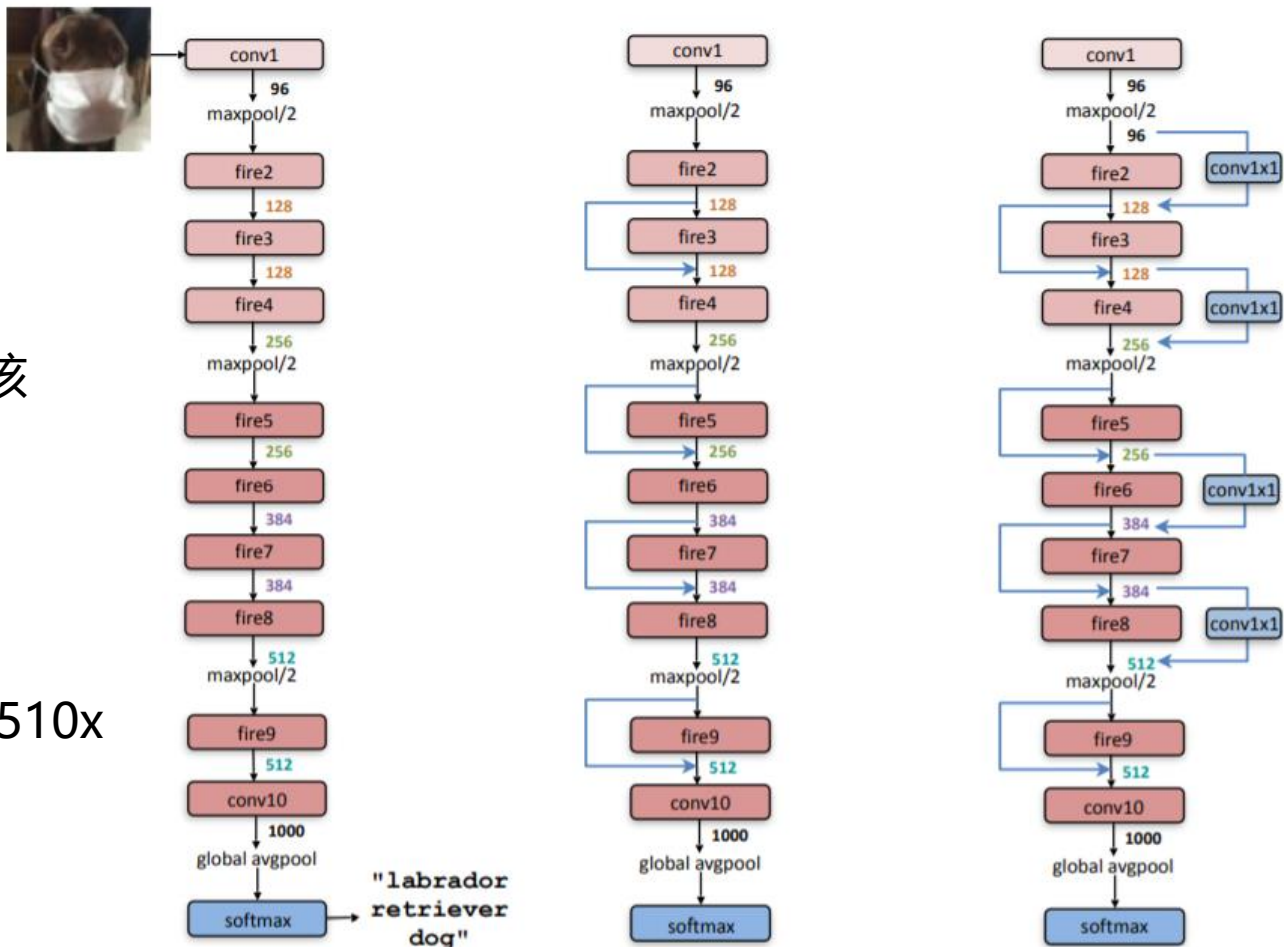 conv1
96
maxpool/2
fire2
128
fire3
128
fire4
256
maxpool/2
fire5
256
fire6
384
fire7
384
fire8
512
maxpool/2
fire9
512
conv10
1000
global avgpool
softmax
"labrador
retriever
dog"
conv1
96
maxpool/2
fire2
128
fire3
128
fire4
256
maxpool/2
fire5
256
fire6
384
fire7
384
fire8
512
maxpool/2
fire9
512
conv10
1000
global avgpool
softmax
conv1
96
maxpool/2
96
conv1x1
fire2
128
fire3
128
fire4
conv1x1
256
maxpool/2
fire5
256
fire6
conv1x1
384
fire7
384
fire8
conv1x1
512
maxpool/2
fire9
512
conv10
1000
global avgpool
softmax
510x